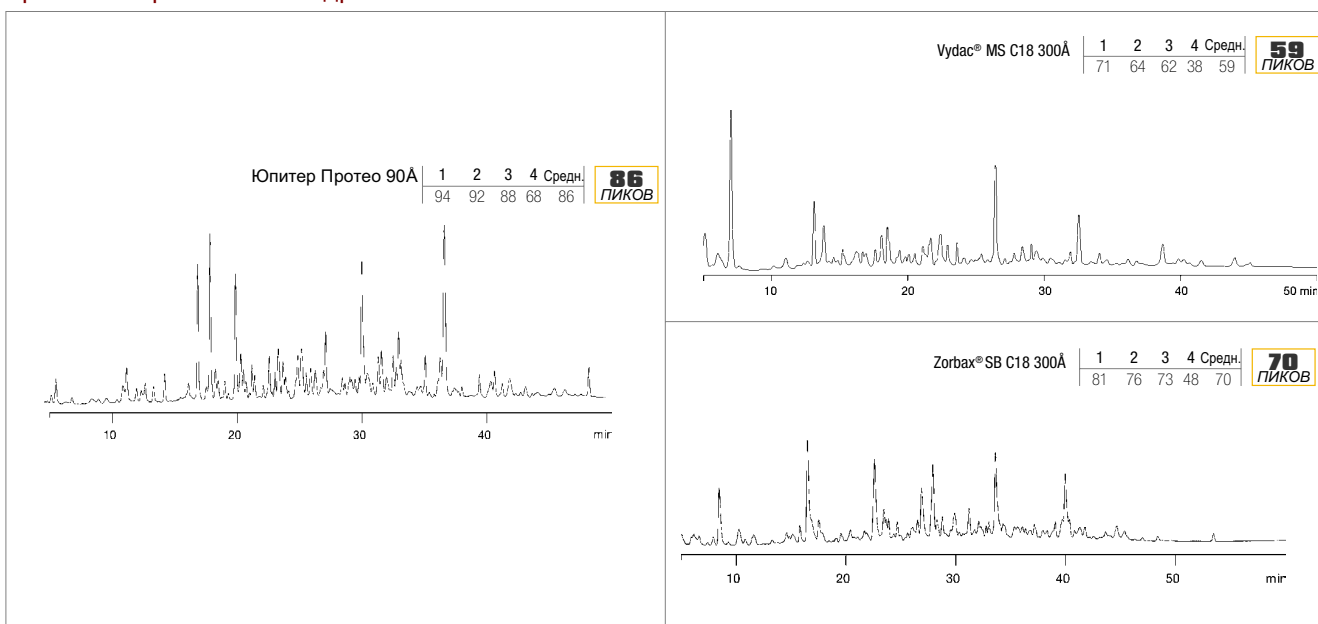 Юпитер Протео 90Å 1 2 3 4 Средн. 86
94 92 88 68 86 ПИКОВ
10 20 30 40 min
Vydac® MS C18 300Å 1 2 3 4 Средн. 59
71 64 62 38 59 ПИКОВ
10 20 30 40 50 min
Zorbax® SB C18 300Å 1 2 3 4 Средн. 70
81 76 73 48 70 ПИКОВ
10 20 30 40 50 min